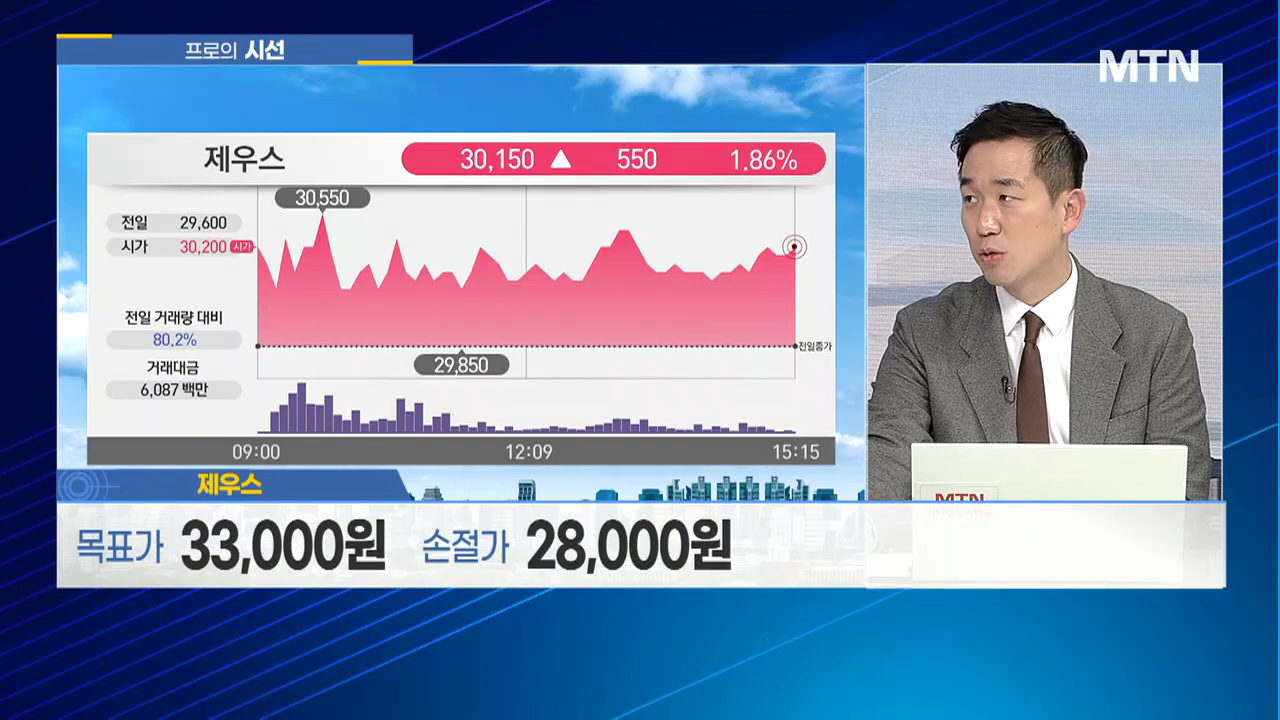 프로의 시선
MTN
제우스 30,150 ▲ 550 1.86%
30,550
전일 29,600
시가 30,200 시가
전일 거래량 대비
80.2%
거래대금
6,087 백만
전일종가
29,850
09:00 12:09 15:15
제우스
MTN
목표가 33,000원 손절가 28,000원